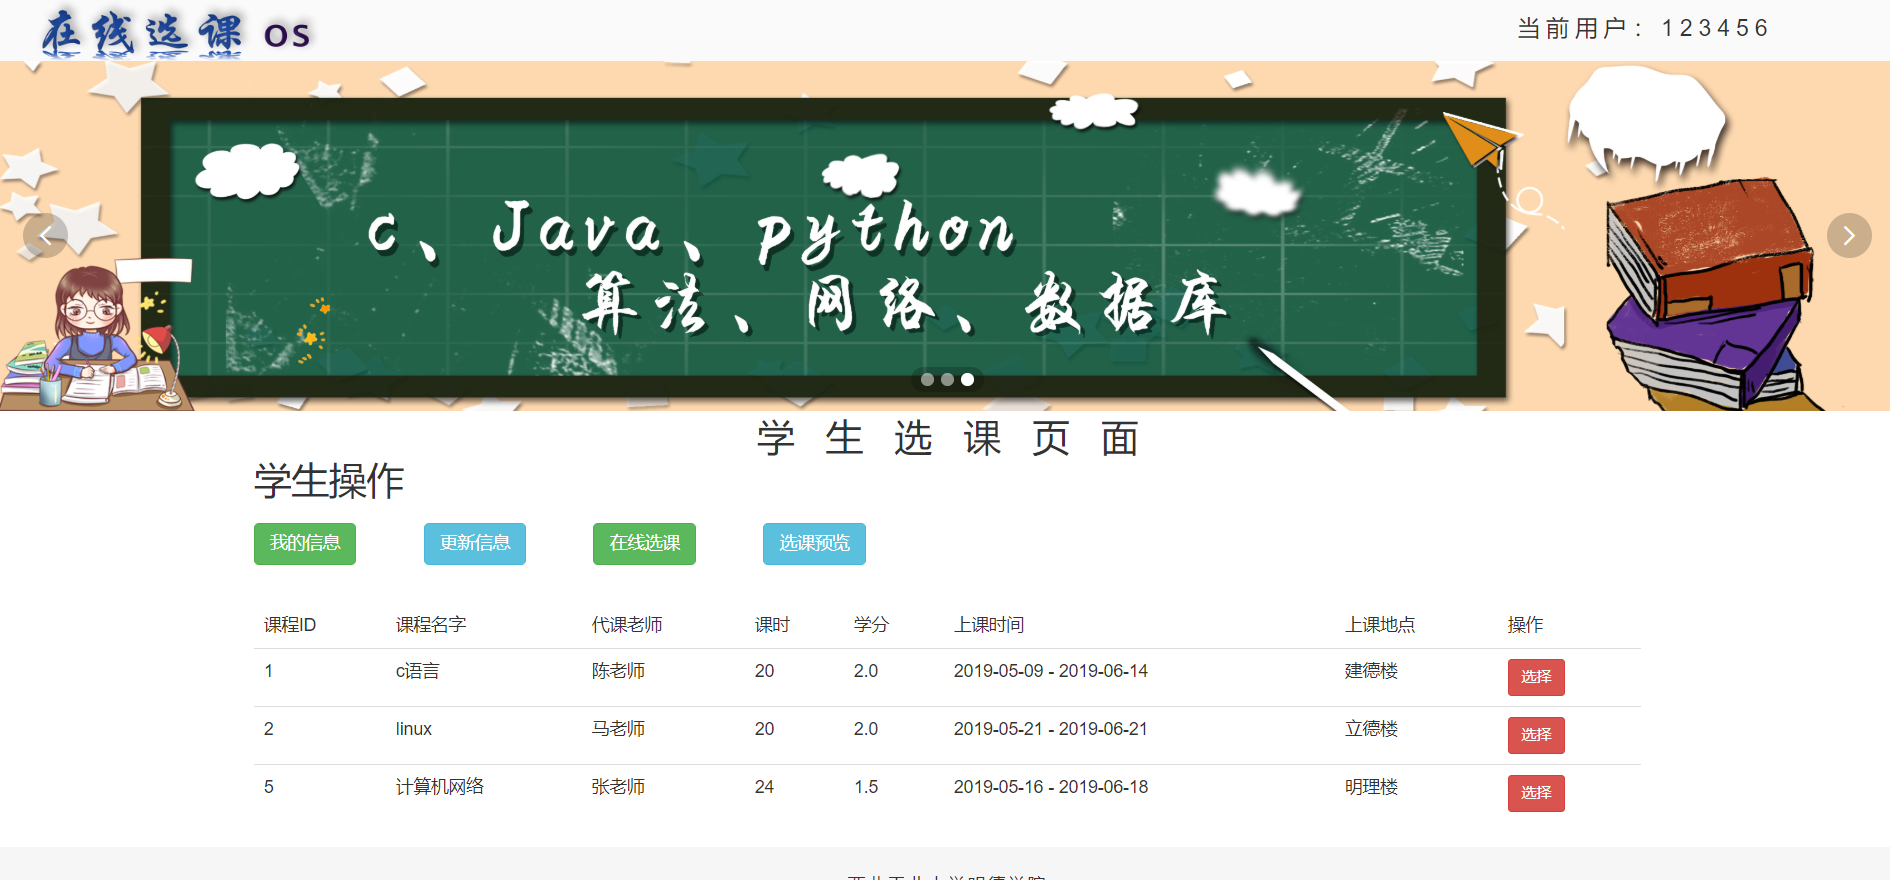 在线选课 OS
当前用户：123456
c、Java、python
算法、网络、数据库
学生选课页面
学生操作
我的信息 更新信息 在线选课 选课预览
课程ID 课程名字 代课老师 课时 学分 上课时间 上课地点 操作
1 c语言 陈老师 20 2.0 2019-05-09 - 2019-06-14 建德楼 选择
2 linux 马老师 20 2.0 2019-05-21 - 2019-06-21 立德楼 选择
5 计算机网络 张老师 24 1.5 2019-05-16 - 2019-06-18 明理楼 选择